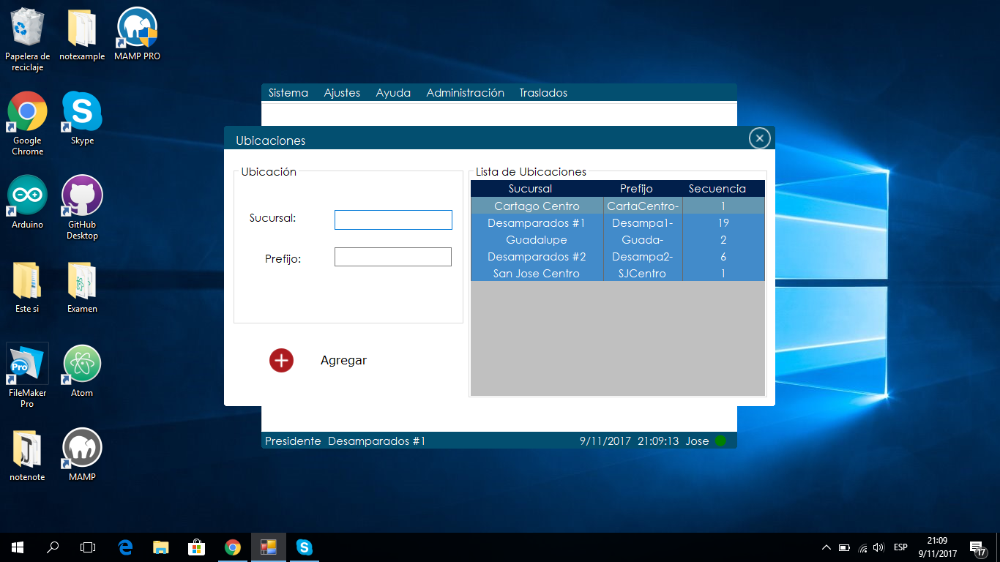 Papelera de
reciclaje
notexample
MAMP PRO
Google
Chrome
Skype
Arduino
GitHub
Desktop
Este si
Examen
Pro
FileMaker
Pro
Atom
notenote
MAMP
Sistema Ajustes Ayuda Administración Traslados
Ubicaciones
Ubicación
Sucursal:
Prefijo:
Agregar
Lista de Ubicaciones
Sucursal Prefijo Secuencia
Cartago Centro CartaCentro- 1
Desamparados #1 Desampa1- 19
Guadalupe Guada- 2
Desamparados #2 Desampa2- 6
San Jose Centro SJCentro 1
Presidente Desamparados #1 9/11/2017 21:09:13 Jose
ESP
21:09
9/11/2017
17